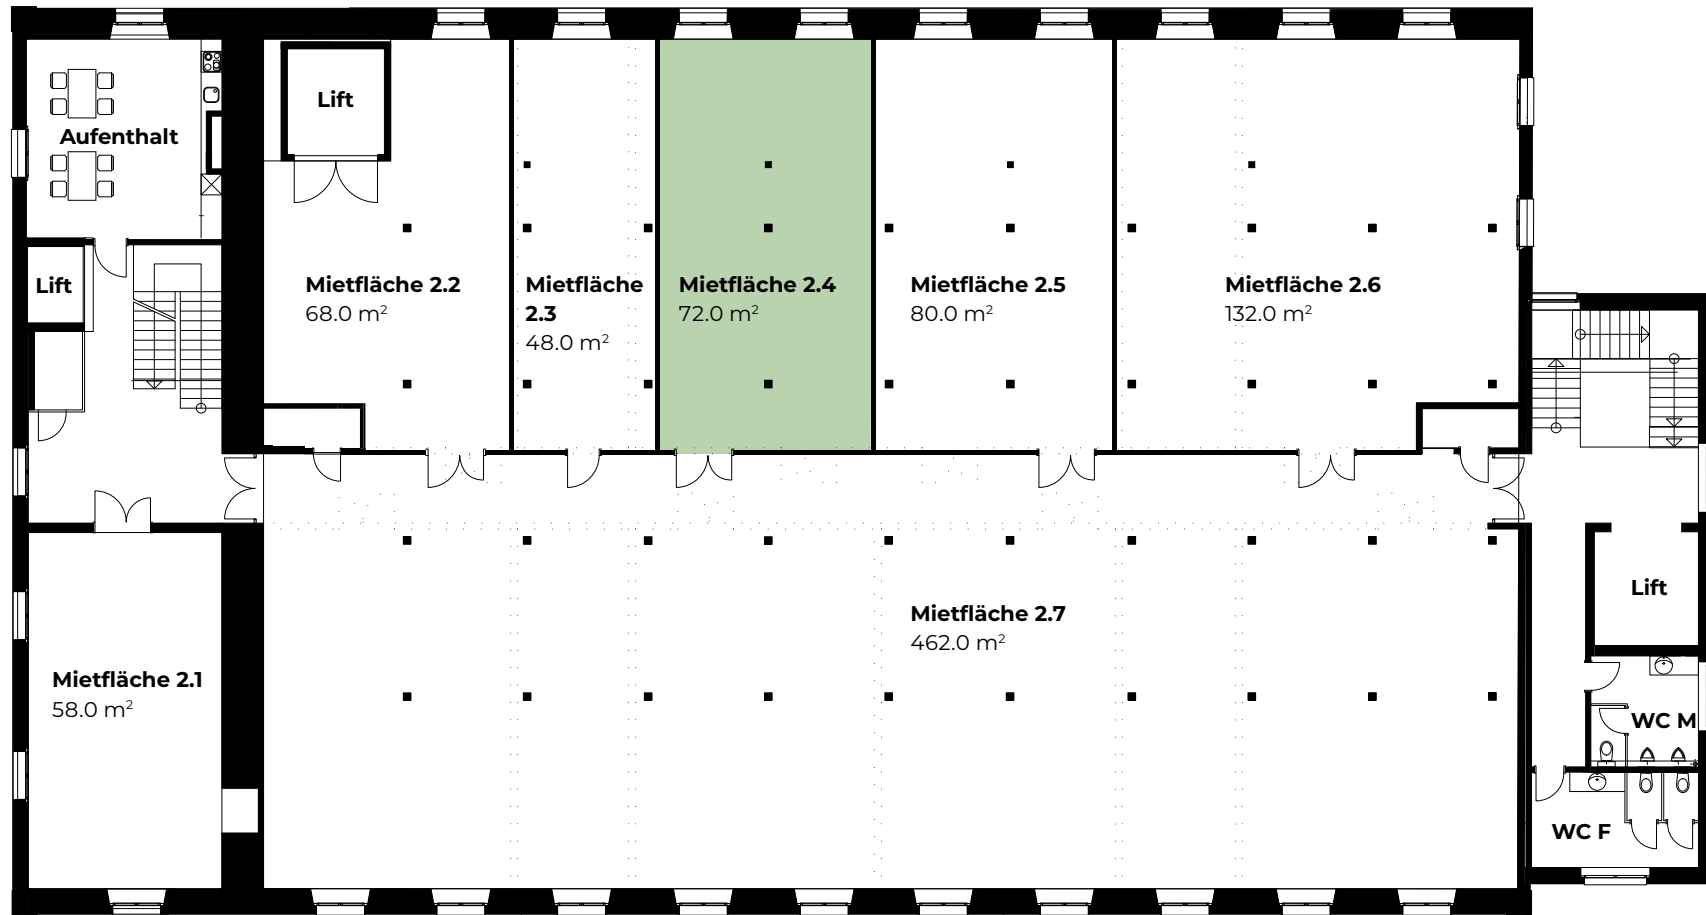 Lift
Aufenthalt
Lift
Mietfläche 2.2
68.0 m²
Mietfläche
2.3
48.0 m²
Mietfläche 2.4
72.0 m²
Mietfläche 2.5
80.0 m²
Mietfläche 2.6
132.0 m²
Lift
Mietfläche 2.7
462.0 m²
Mietfläche 2.1
58.0 m²
WC M
WC F